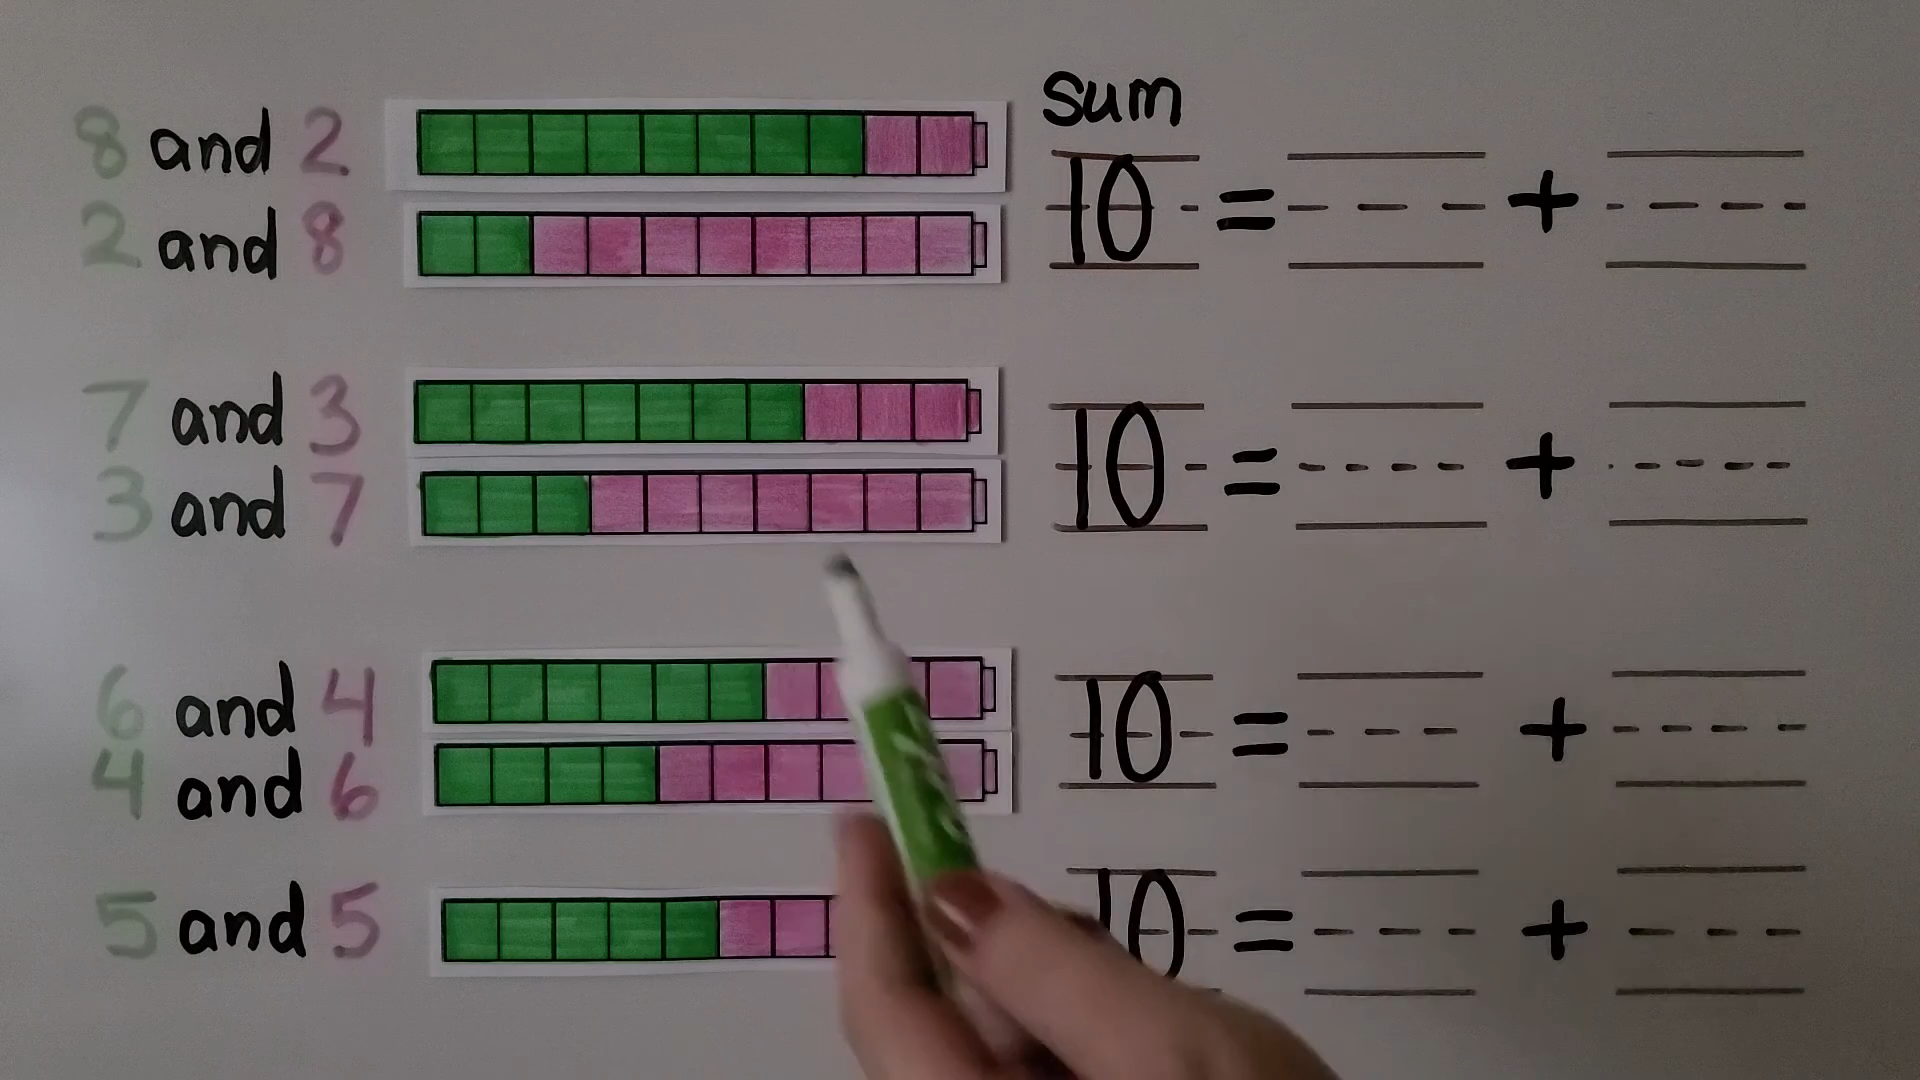 sum
8 and 2
2 and 8
10 = +
7 and 3
3 and 7
10 = +
6 and 4
4 and 6
10 = +
5 and 5
10 = +